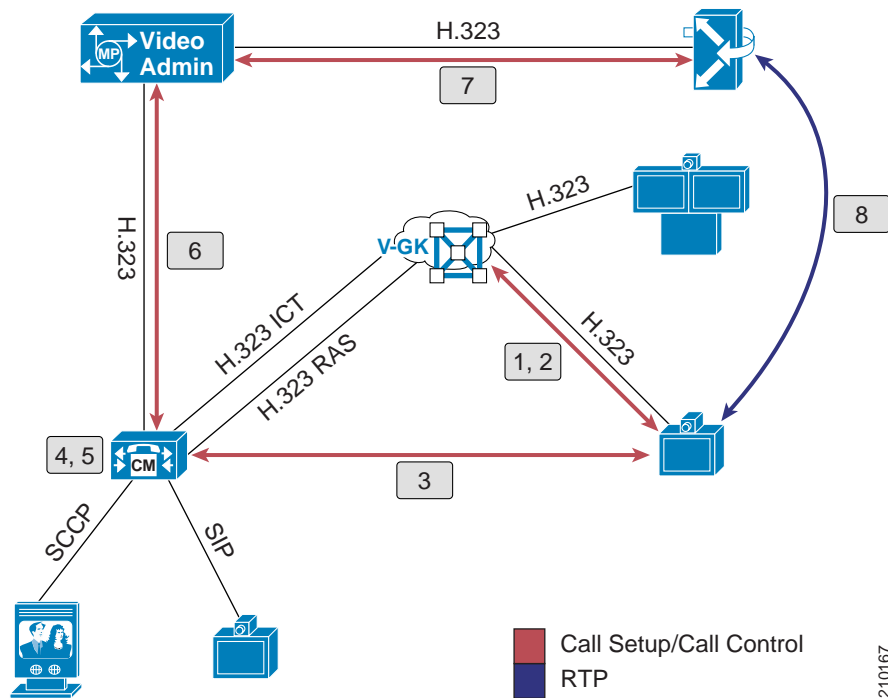 H.323
MP
Video
Admin
7
H.323
V-GK
8
H.323
6
H.323 ICT
H.323 RAS
H.323
1, 2
4, 5
CM
3
SCCP
SIP
Call Setup/Call Control
RTP
210167